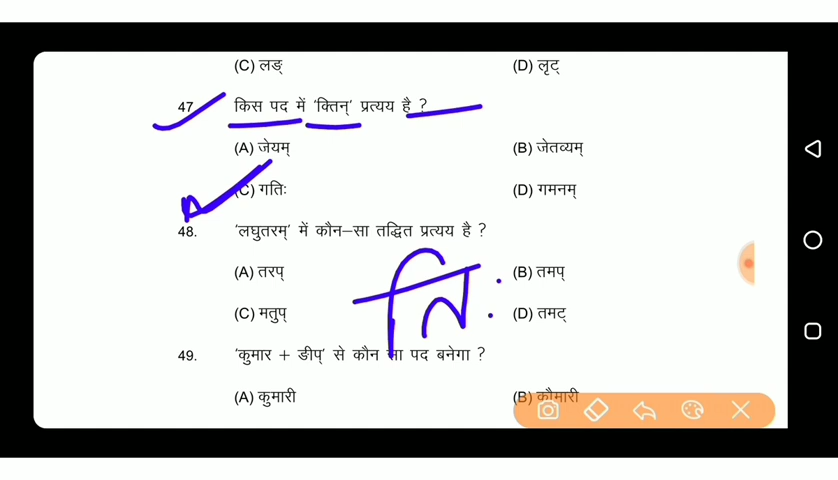 (C) लङ् (D) लृट्
47. किस पद में 'क्तिन्' प्रत्यय है ?
(A) जेयम् (B) जेतव्यम्
(C) गतिः (D) गमनम्
48. 'लघुतरम्' में कौन–सा तद्धित प्रत्यय है ?
(A) तरप् (B) तमप्
ति:
(C) मतुप् (D) तमट्
49. 'कुमार + ङीप्' से कौन सा पद बनेगा ?
(A) कुमारी (B) कौमारी